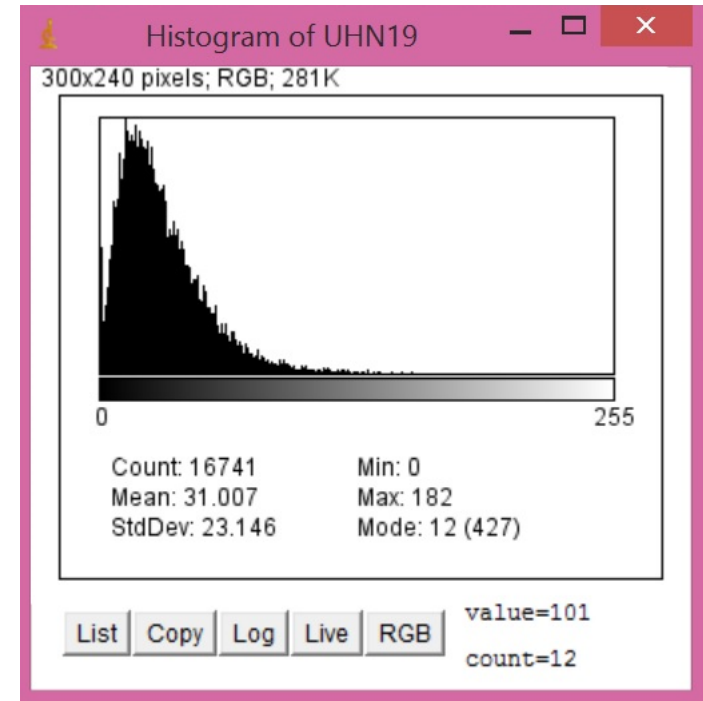 Histogram of UHN19
300x240 pixels; RGB; 281K
0 255
Count: 16741 Min: 0
Mean: 31.007 Max: 182
StdDev: 23.146 Mode: 12 (427)
List Copy Log Live RGB
value=101
count=12